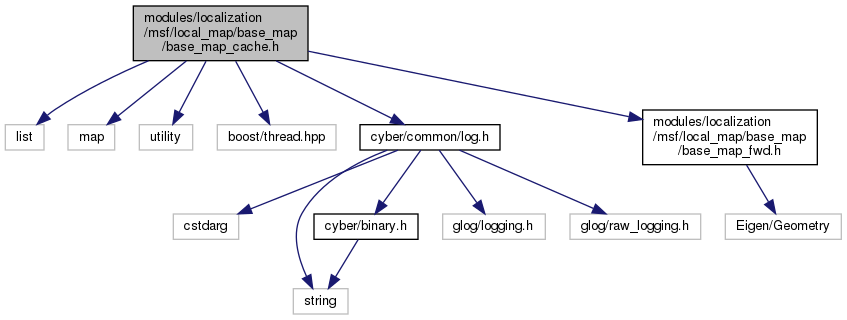 modules/localization
/msf/local_map/base_map
/base_map_cache.h
list
map
utility
boost/thread.hpp
cyber/common/log.h
modules/localization
/msf/local_map/base_map
/base_map_fwd.h
cstdarg
cyber/binary.h
glog/logging.h
glog/raw_logging.h
Eigen/Geometry
string